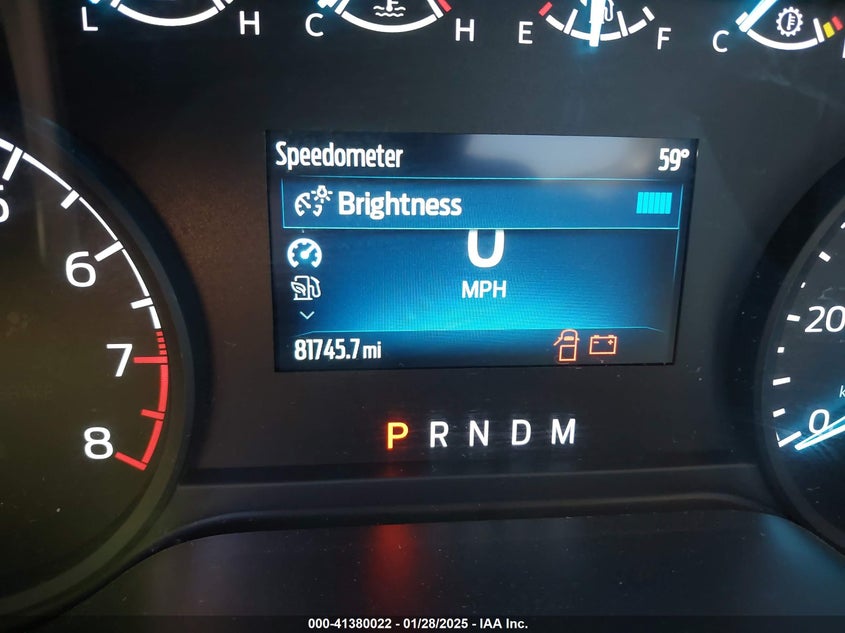 L H C H E F C
Speedometer 59°
Brightness
0
MPH
81745.7 mi
P R N D M
6
7
8
20
0
000-41380022 - 01/28/2025 - IAA Inc.